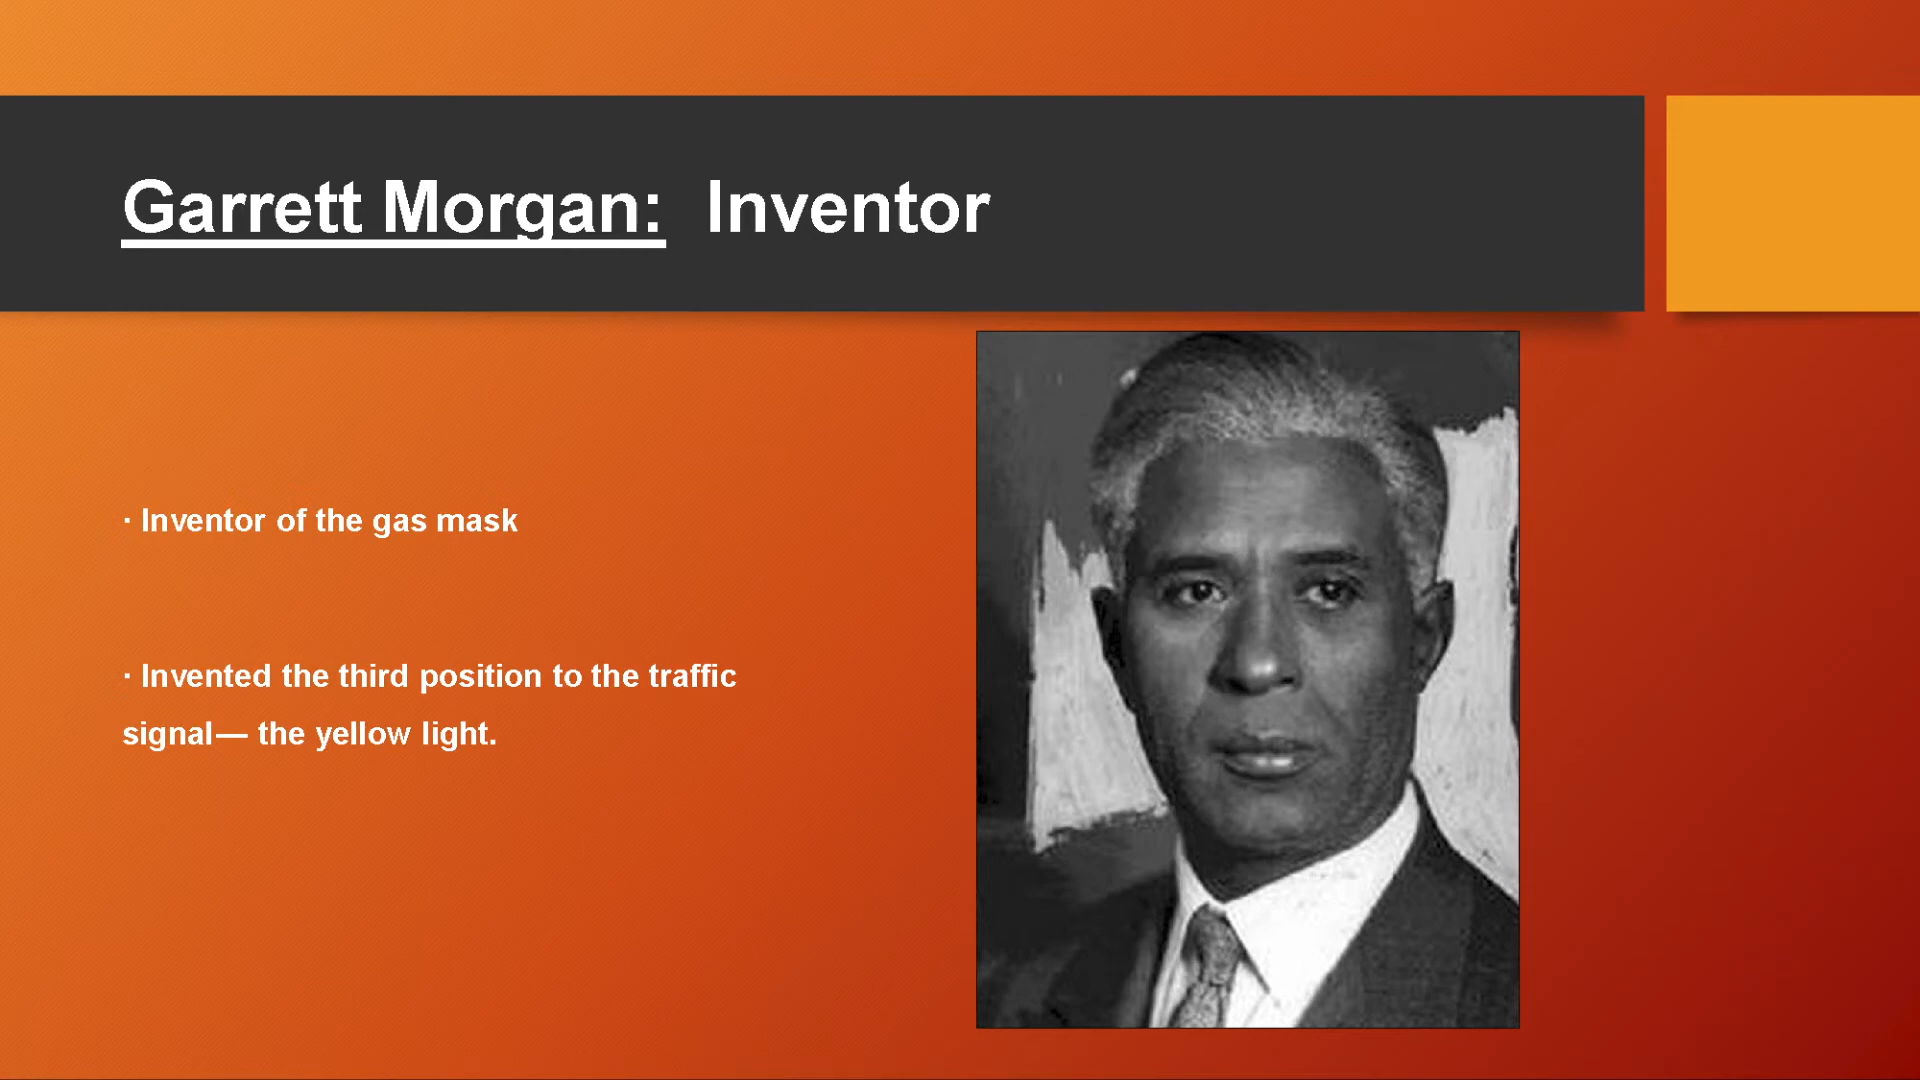 Garrett Morgan:  Inventor
· Inventor of the gas mask
· Invented the third position to the traffic
signal— the yellow light.